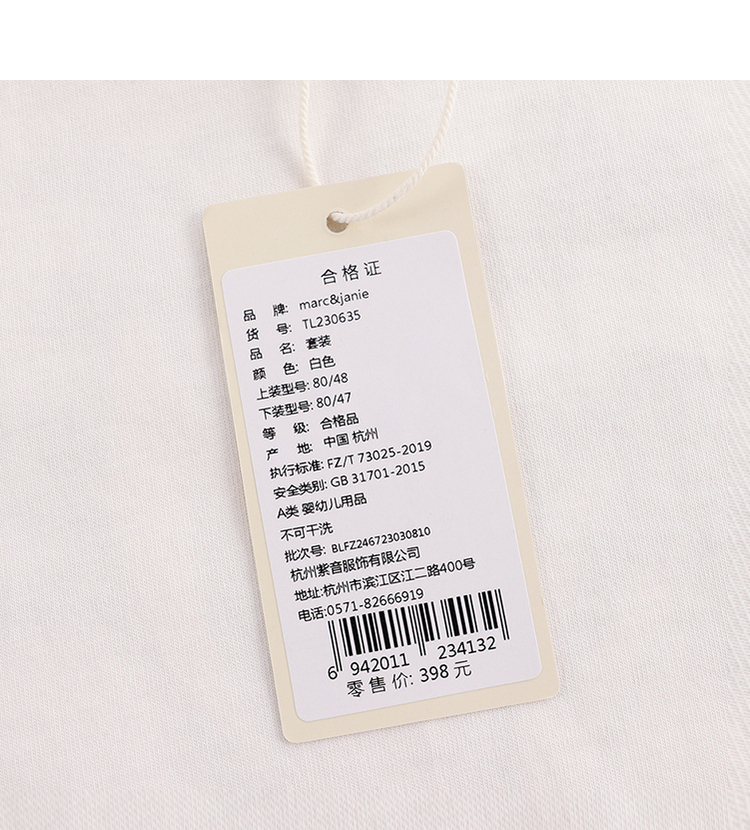 合格证
品 牌: marc&janie
货 号: TL230635
品 名: 套装
颜 色: 白色
上装型号: 80/48
下装型号: 80/47
等 级: 合格品
产 地: 中国 杭州
执行标准: FZ/T 73025-2019
安全类别: GB 31701-2015
A类 婴幼儿用品
不可干洗
批次号: BLFZ246723030810
杭州紫音服饰有限公司
地址:杭州市滨江区江二路400号
电话:0571-82666919
6 942011 234132
零售价: 398 元